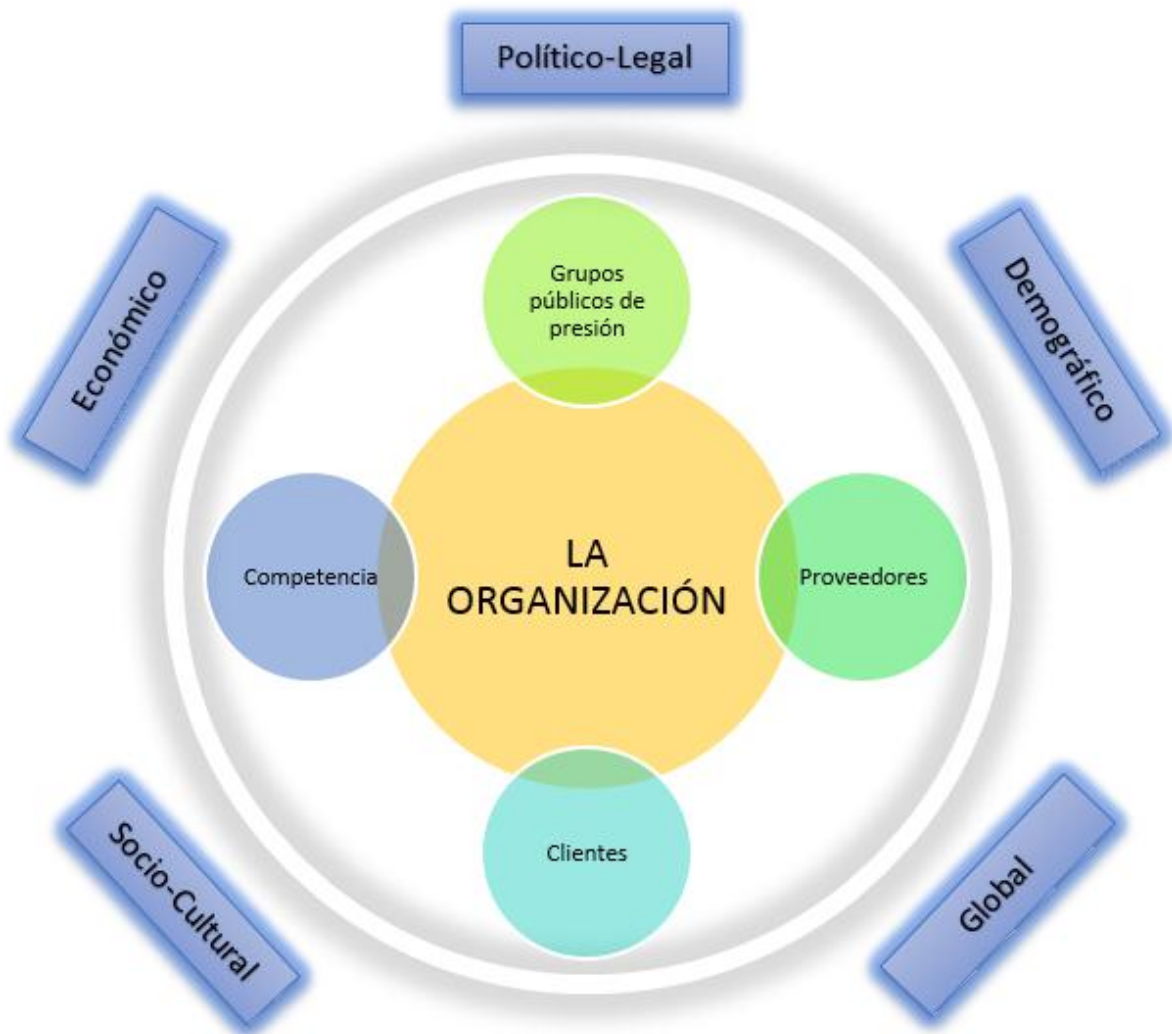 Político-Legal
Económico
Demográfico
Grupos
públicos de
presión
Competencia
LA
ORGANIZACIÓN
Proveedores
Clientes
Socio-Cultural
Global